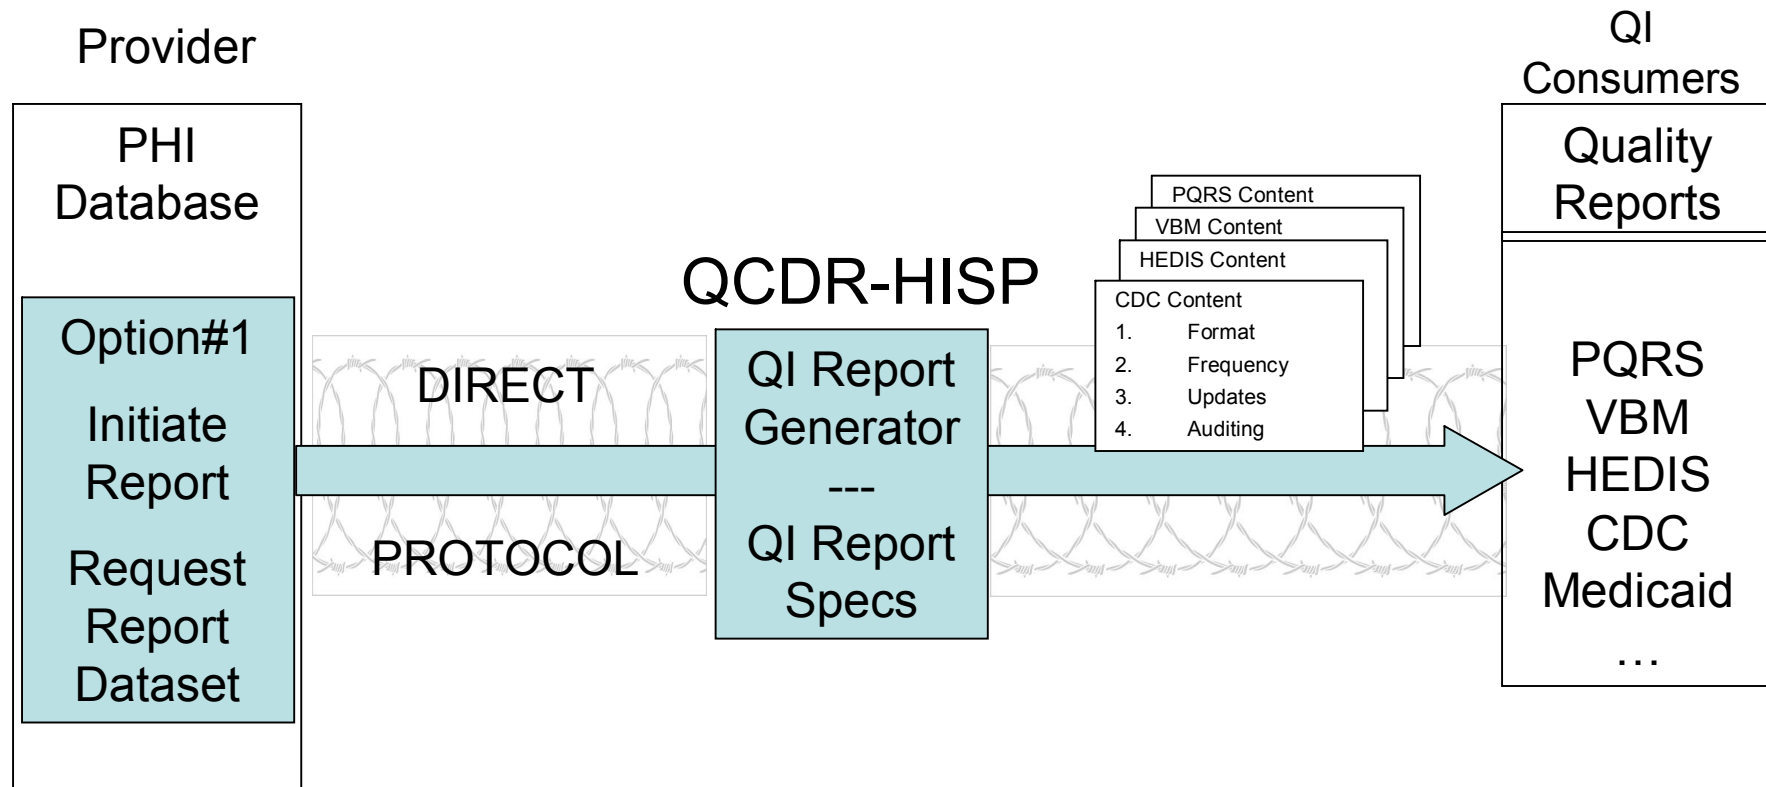 Provider
PHI
Database
Option#1
Initiate
Report
Request
Report
Dataset
DIRECT
PROTOCOL
QCDR-HISP
QI Report
Generator
---
QI Report
Specs
PQRS Content
VBM Content
HEDIS Content
CDC Content
1. Format
2. Frequency
3. Updates
4. Auditing
QI
Consumers
Quality
Reports
PQRS
VBM
HEDIS
CDC
Medicaid
…